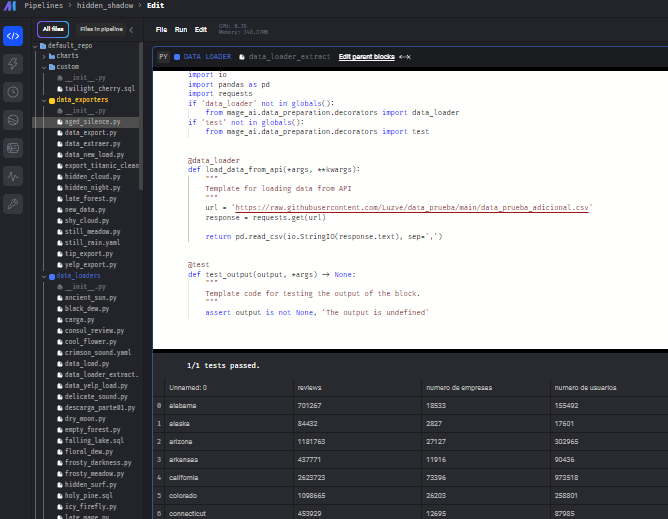 Pipelines > hidden_shadow > Edit
All files Files in pipeline
File Run Edit
CPU: 0.3%
Memory: 240.37MB
default_repo
charts
custom
__init__.py
twilight_cherry.sql
data_exporters
__init__.py
aged_silence.py
data_export.py
data_extraer.py
data_new_load.py
export_titanic_clean
hidden_cloud.py
hidden_night.py
late_forest.py
new_data.py
shy_cloud.py
still_meadow.py
still_rain.yaml
tip_export.py
yelp_export.py
data_loaders
__init__.py
ancient_sun.py
black_dew.py
carga.py
consul_review.py
cool_flower.py
crimson_sound.yaml
data_load.py
data_loader_extract.
data_yelp_load.py
delicate_sound.py
descarga_parte01.py
dry_moon.py
empty_forest.py
falling_lake.sql
floral_dew.py
frosty_darkness.py
frosty_meadow.py
hidden_surf.py
holy_pine.sql
icy_firefly.py
late_mage.py
PY DATA LOADER data_loader_extract Edit parent blocks
import io
import pandas as pd
import requests
if 'data_loader' not in globals():
from mage_ai.data_preparation.decorators import data_loader
if 'test' not in globals():
from mage_ai.data_preparation.decorators import test
@data_loader
def load_data_from_api(*args, **kwargs):
"""
Template for loading data from API
"""
url = 'https://raw.githubusercontent.com/Luzve/data_prueba/main/data_prueba_adicional.csv'
response = requests.get(url)
return pd.read_csv(io.StringIO(response.text), sep=',')
@test
def test_output(output, *args) -> None:
"""
Template code for testing the output of the block.
"""
assert output is not None, 'The output is undefined'
1/1 tests passed.
Unnamed: 0 reviews numero de empresas numero de usuarios
0 alabama 701267 18533 155492
1 alaska 84432 2827 17601
2 arizona 1181763 27127 302965
3 arkansas 437771 11916 90436
4 california 2623723 73396 973518
5 colorado 1098665 26203 258801
6 connecticut 453929 12695 87985